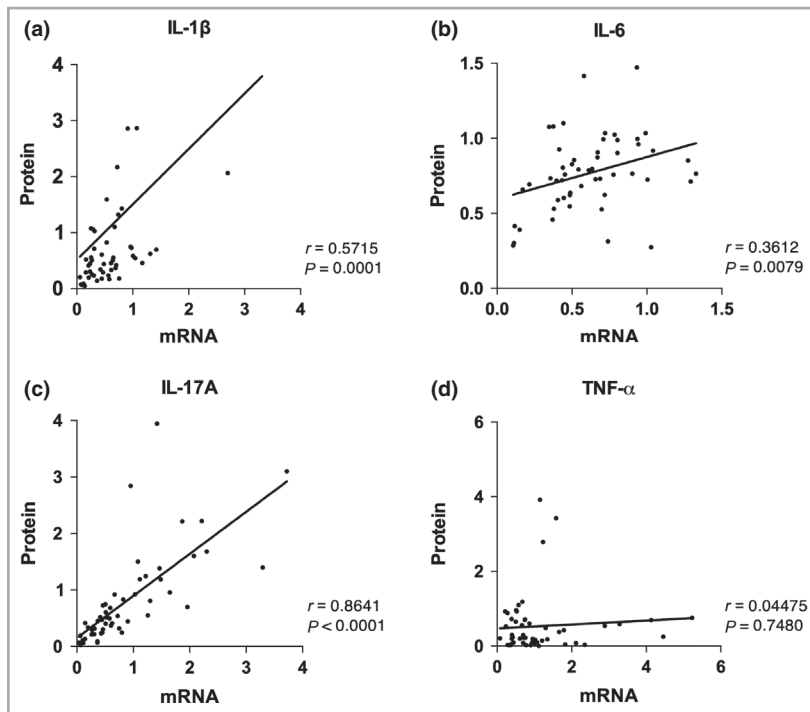 (a)
IL-1β
4
3
2
1
0
Protein
0 1 2 3 4
mRNA
r = 0.5715
P = 0.0001
(b)
IL-6
1.5
1.0
0.5
0.0
Protein
0.0 0.5 1.0 1.5
mRNA
r = 0.3612
P = 0.0079
(c)
IL-17A
4
3
2
1
0
Protein
0 1 2 3 4
mRNA
r = 0.8641
P < 0.0001
(d)
TNF-α
6
4
2
0
Protein
0 2 4 6
mRNA
r = 0.04475
P = 0.7480